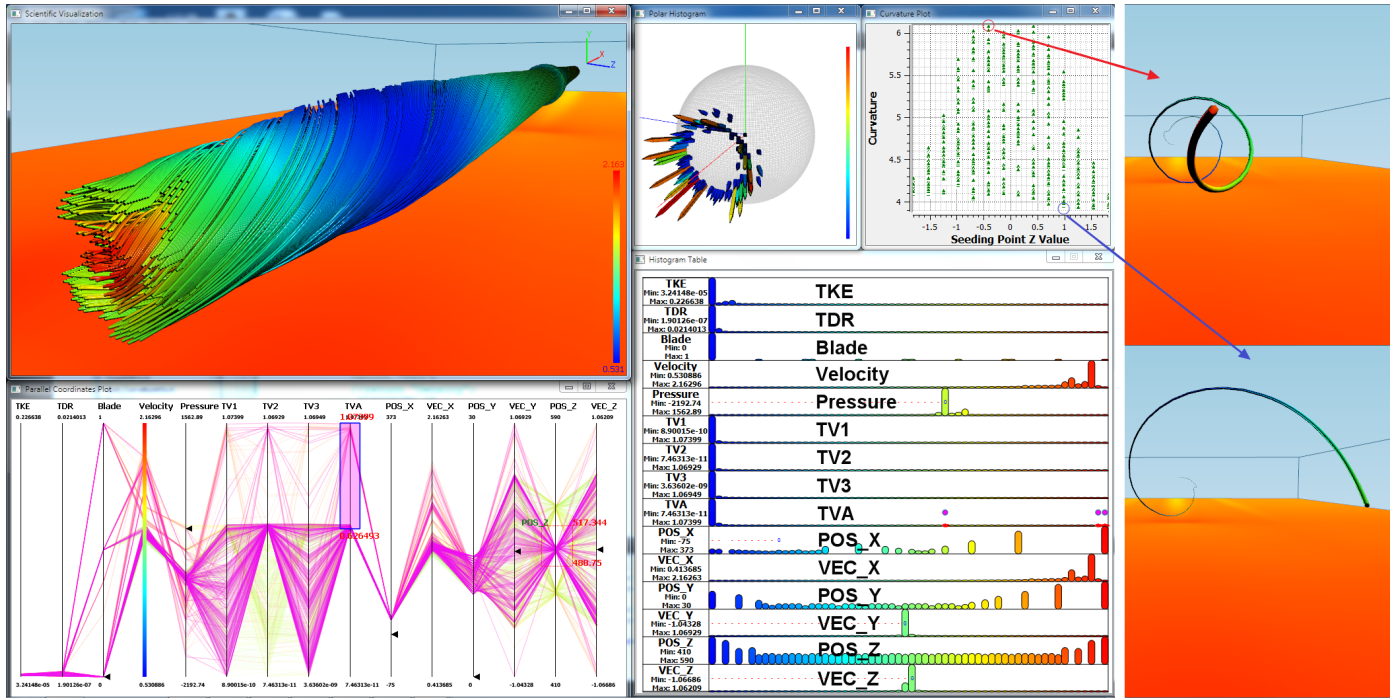 Scientific Visualization
Y
X
Z
2.163
0.531
Polar Histogram
Curvature Plot
6
5.5
5
4.5
4
Curvature
-1.5 -1 -0.5 0 0.5 1 1.5
Seeding Point Z Value
Histogram Table
TKE
Min: 3.24148e-05
Max: 0.226638
TKE
TDR
Min: 1.90126e-07
Max: 0.0214013
TDR
Blade
Min: 0
Max: 1
Blade
Velocity
Min: 0.530886
Max: 2.16296
Velocity
Pressure
Min: -2192.74
Max: 1562.89
Pressure
TV1
Min: 8.90015e-10
Max: 1.07399
TV1
TV2
Min: 7.46313e-11
Max: 1.06929
TV2
TV3
Min: 3.63602e-09
Max: 1.06949
TV3
TVA
Min: 7.46313e-11
Max: 1.07399
TVA
POS_X
Min: -75
Max: 373
POS_X
VEC_X
Min: 0.413685
Max: 2.16263
VEC_X
POS_Y
Min: 0
Max: 30
POS_Y
VEC_Y
Min: -1.04328
Max: 1.06929
VEC_Y
POS_Z
Min: 410
Max: 590
POS_Z
VEC_Z
Min: -1.06686
Max: 1.06209
VEC_Z
Parallel Coordinates Plot
TKE TDR Blade Velocity Pressure TV1 TV2 TV3 TVA POS_X VEC_X POS_Y VEC_Y POS_Z VEC_Z
0.226638 0.0214013 1 2.16296 1562.89 1.07399 1.06929 1.06949 1.07399 373 2.16263 30 1.06929 590 1.06209
POS_Z 517.344
0.626493
488.75
3.24148e-05 1.90126e-07 0 0.530886 -2192.74 8.90015e-10 7.46313e-11 3.63602e-09 7.46313e-11 -75 0.413685 0 -1.04328 410 -1.06686